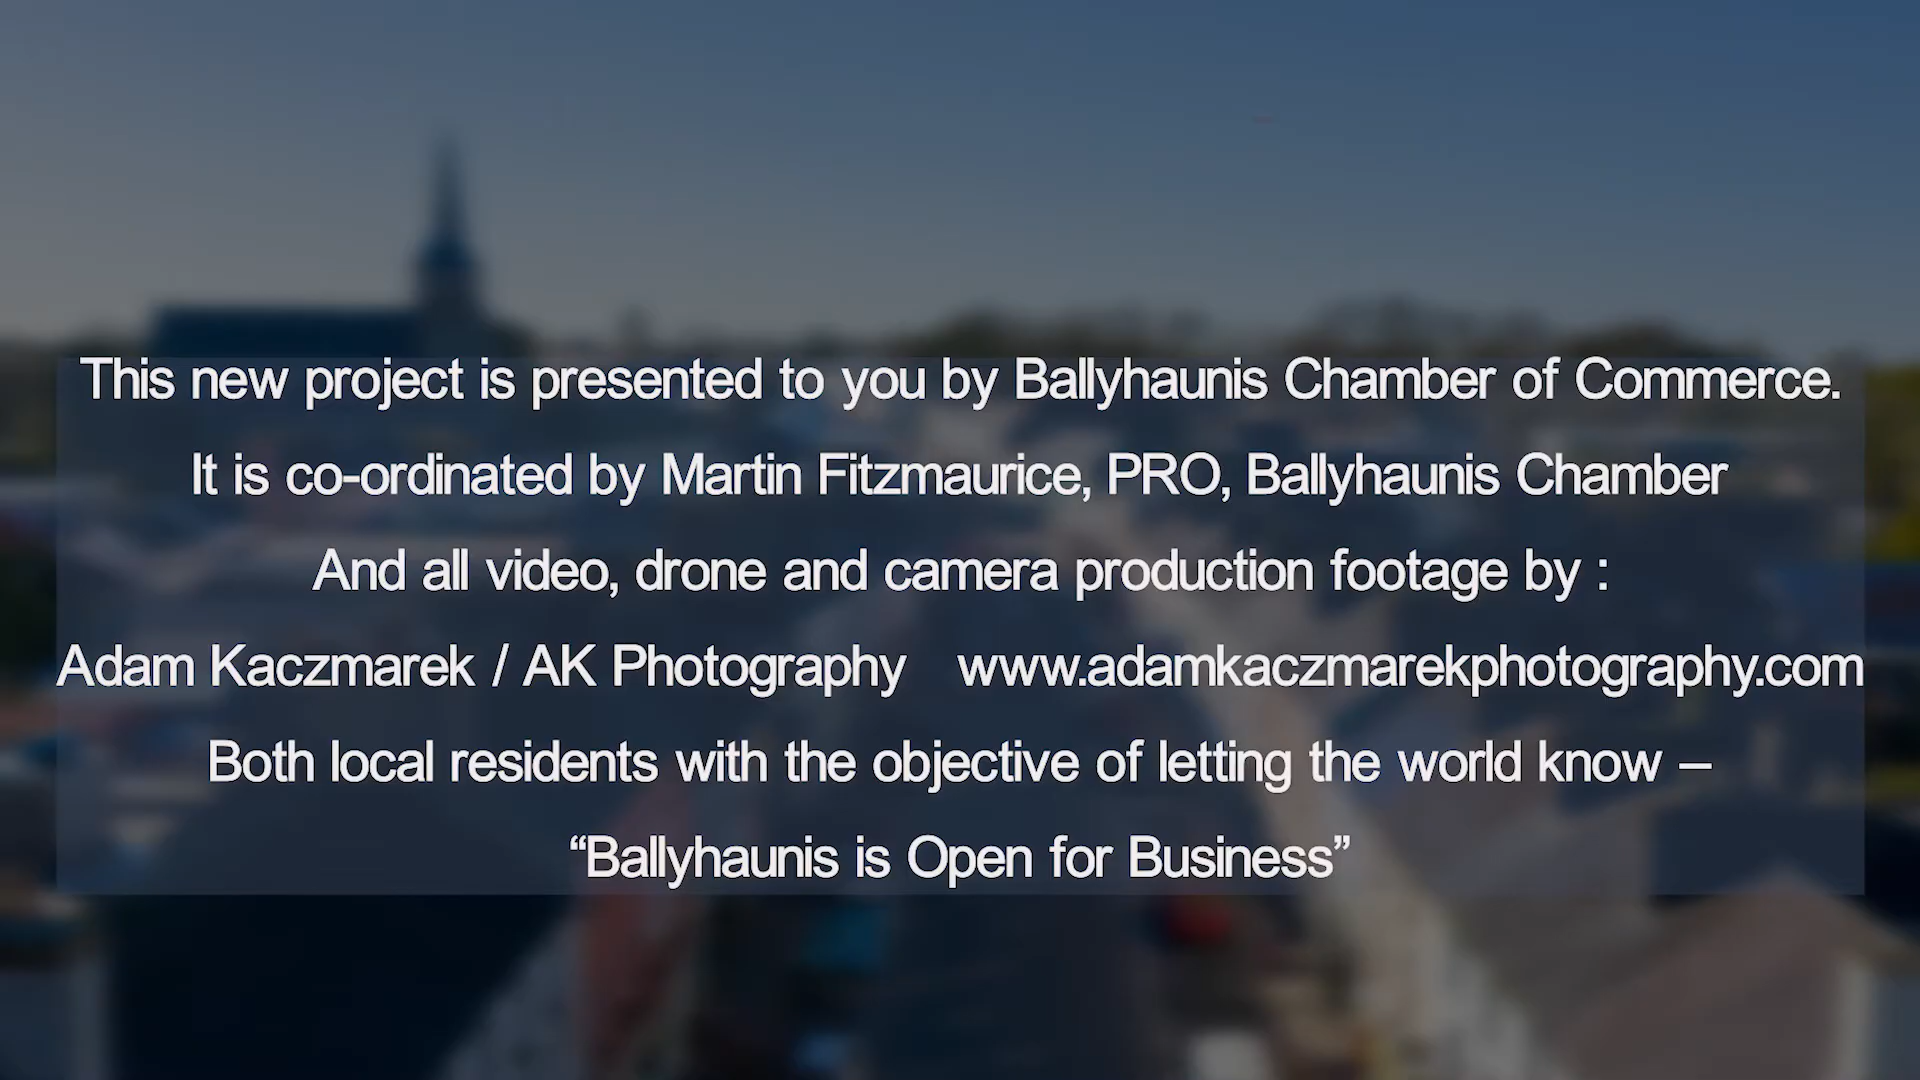 This new project is presented to you by Ballyhaunis Chamber of Commerce.
It is co-ordinated by Martin Fitzmaurice, PRO, Ballyhaunis Chamber
And all video, drone and camera production footage by :
Adam Kaczmarek / AK Photography www.adamkaczmarekphotography.com
Both local residents with the objective of letting the world know –
“Ballyhaunis is Open for Business”